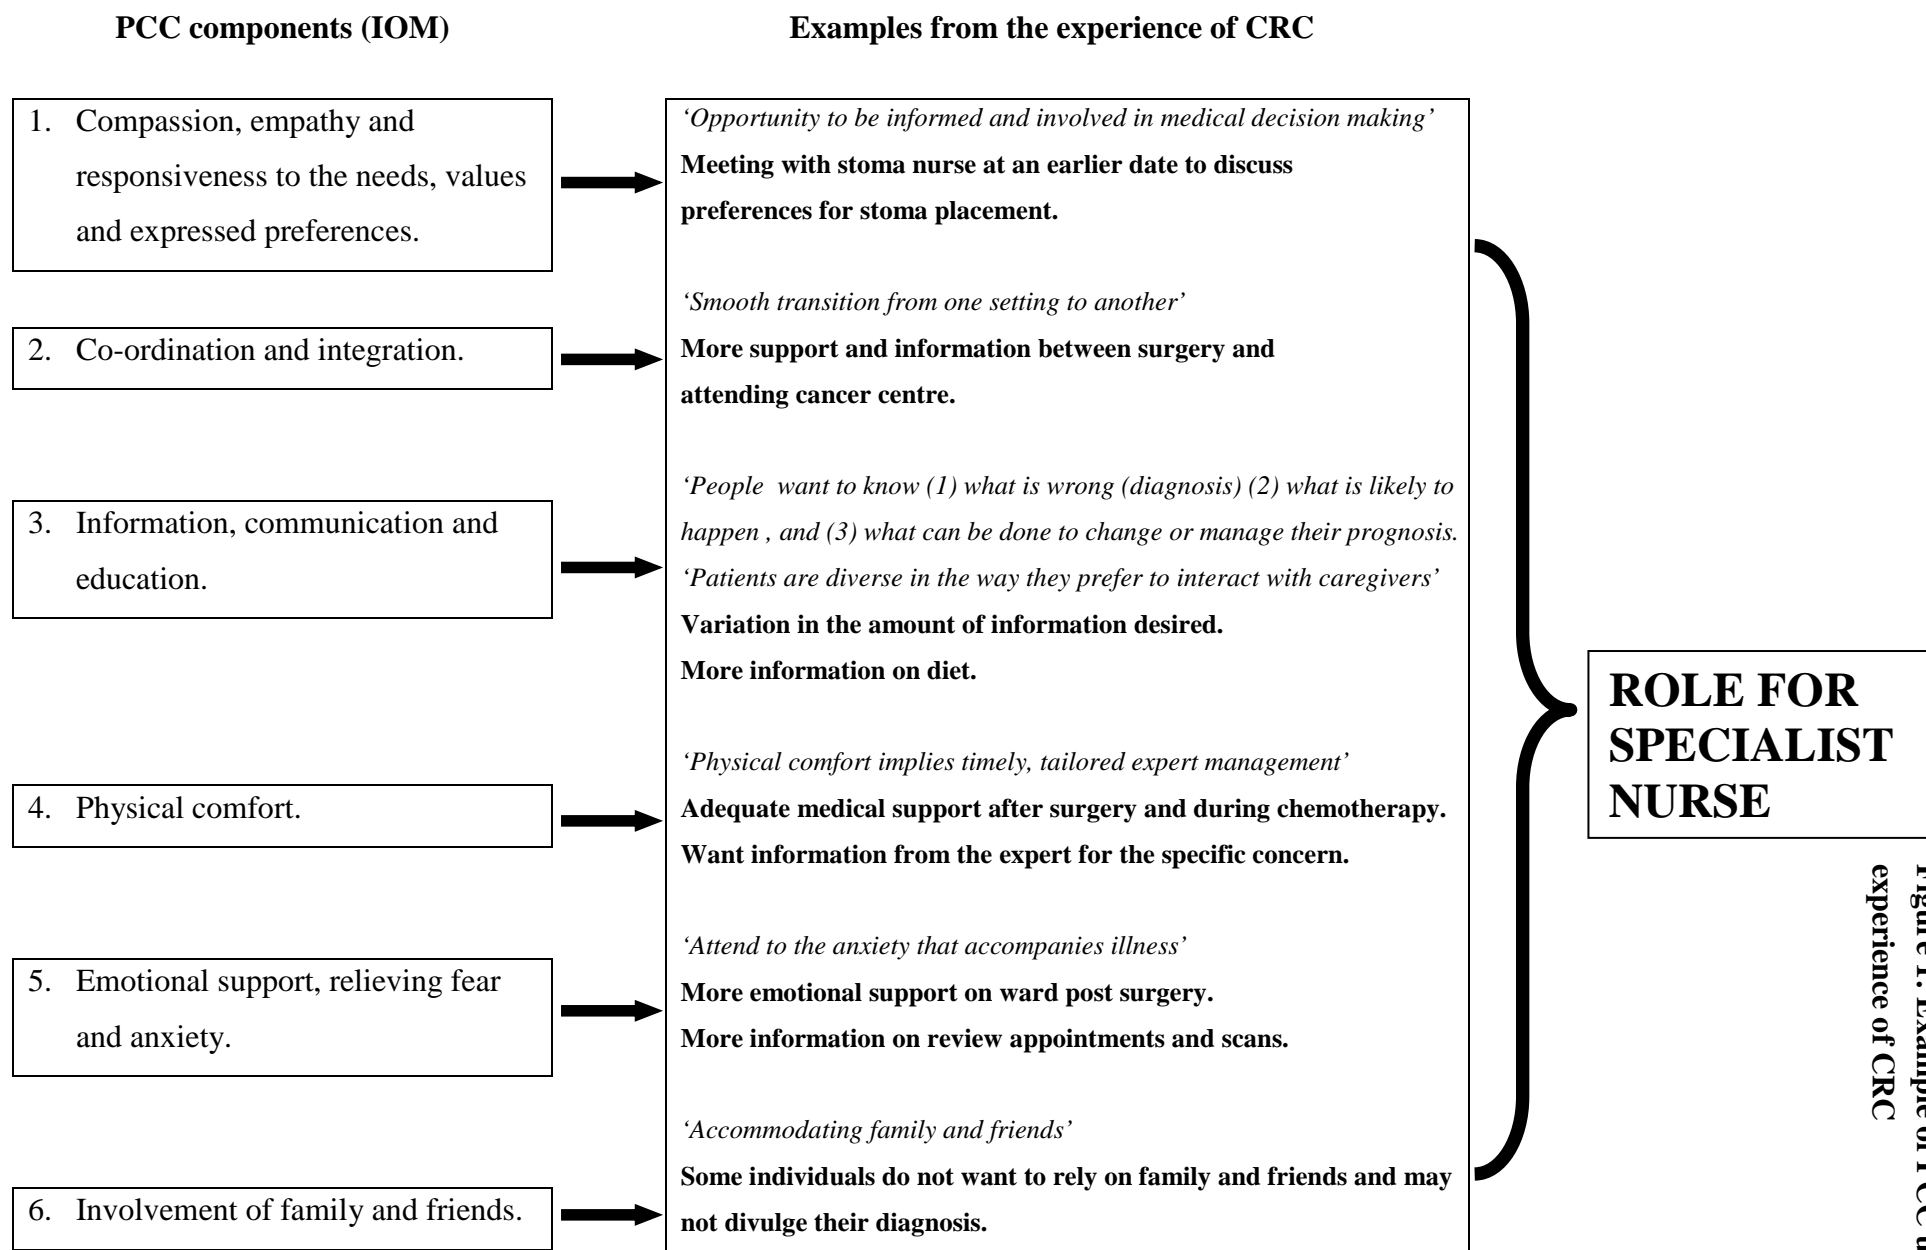 PCC components (IOM)
Examples from the experience of CRC
1. Compassion, empathy and
responsiveness to the needs, values
and expressed preferences.
‘Opportunity to be informed and involved in medical decision making’
Meeting with stoma nurse at an earlier date to discuss
preferences for stoma placement.
2. Co-ordination and integration.
‘Smooth transition from one setting to another’
More support and information between surgery and
attending cancer centre.
3. Information, communication and
education.
‘People  want to know (1) what is wrong (diagnosis) (2) what is likely to
happen , and (3) what can be done to change or manage their prognosis.
‘Patients are diverse in the way they prefer to interact with caregivers’
Variation in the amount of information desired.
More information on diet.
4. Physical comfort.
‘Physical comfort implies timely, tailored expert management’
Adequate medical support after surgery and during chemotherapy.
Want information from the expert for the specific concern.
5. Emotional support, relieving fear
and anxiety.
‘Attend to the anxiety that accompanies illness’
More emotional support on ward post surgery.
More information on review appointments and scans.
6. Involvement of family and friends.
‘Accommodating family and friends’
Some individuals do not want to rely on family and friends and may
not divulge their diagnosis.
ROLE FOR
SPECIALIST
NURSE
Figure 1. Example of PCC
experience of CRC